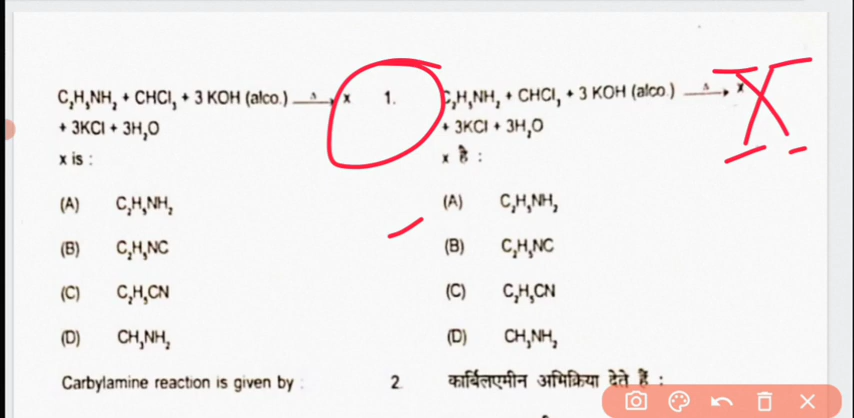 C₂H₅NH₂ + CHCl₃ + 3 KOH (alco.) —Δ→ x
+ 3KCl + 3H₂O
x is :
(A) C₂H₅NH₂
(B) C₂H₅NC
(C) C₂H₅CN
(D) CH₃NH₂
Carbylamine reaction is given by :
1. C₂H₅NH₂ + CHCl₃ + 3 KOH (alco.) —Δ→ x
X
+ 3KCl + 3H₂O
x है :
(A) C₂H₅NH₂
(B) C₂H₅NC
(C) C₂H₅CN
(D) CH₃NH₂
2. कार्बिलएमीन अभिक्रिया देते हैं :